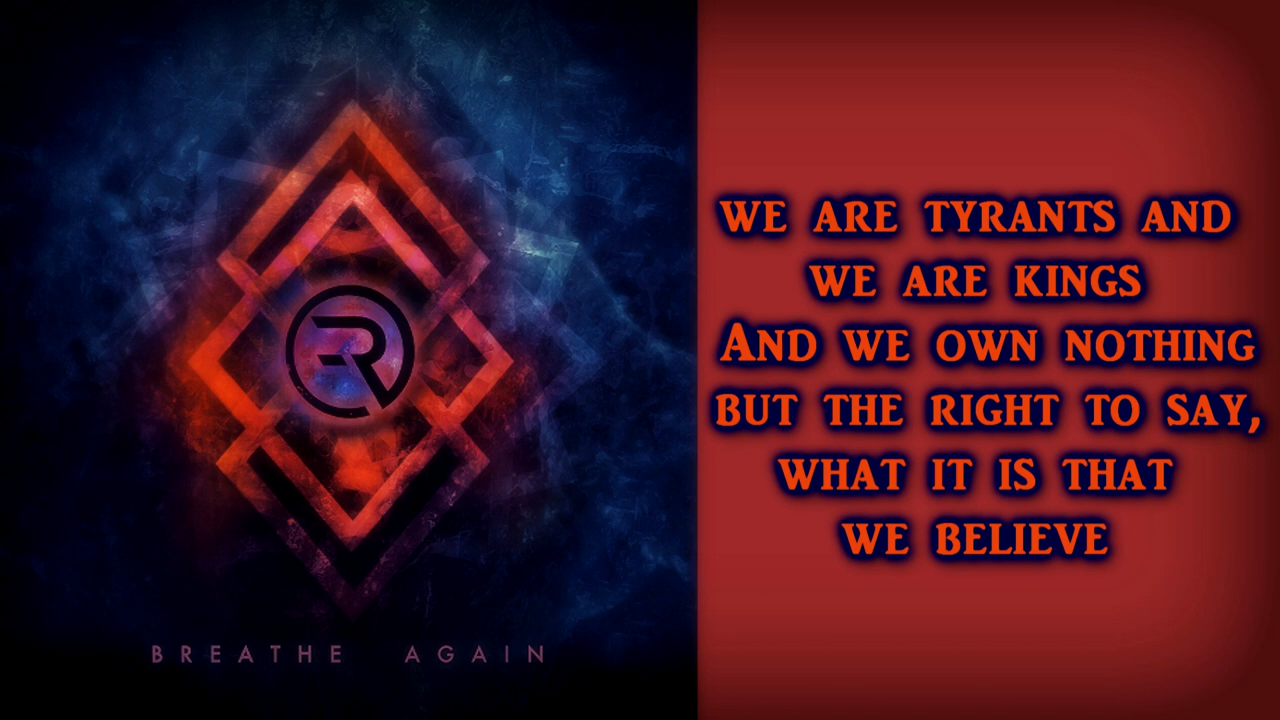 BREATHE AGAIN
WE ARE TYRANTS AND
WE ARE KINGS
AND WE OWN NOTHING
BUT THE RIGHT TO SAY,
WHAT IT IS THAT
WE BELIEVE